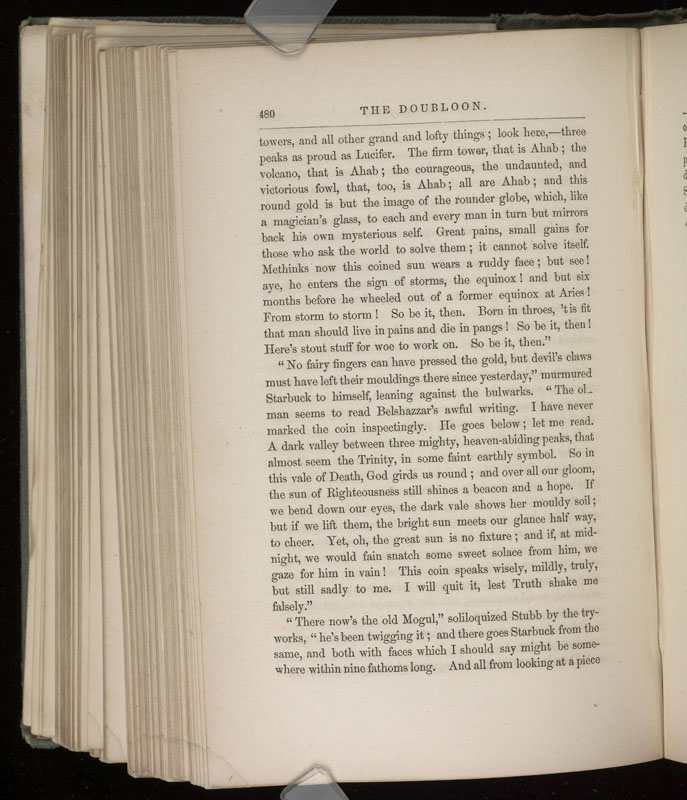 480
THE DOUBLOON.
towers, and all other grand and lofty things; look here,—three
peaks as proud as Lucifer. The firm tower, that is Ahab; the
volcano, that is Ahab; the courageous, the undaunted, and
victorious fowl, that, too, is Ahab; all are Ahab; and this
round gold is but the image of the rounder globe, which, like
a magician's glass, to each and every man in turn but mirrors
back his own mysterious self. Great pains, small gains for
those who ask the world to solve them; it cannot solve itself.
Methinks now this coined sun wears a ruddy face; but see!
aye, he enters the sign of storms, the equinox! and but six
months before he wheeled out of a former equinox at Aries!
From storm to storm! So be it, then. Born in throes, 'tis fit
that man should live in pains and die in pangs! So be it, then!
Here's stout stuff for woe to work on. So be it, then."
"No fairy fingers can have pressed the gold, but devil's claws
must have left their mouldings there since yesterday," murmured
Starbuck to himself, leaning against the bulwarks. "The ol
man seems to read Belshazzar's awful writing. I have never
marked the coin inspectingly. He goes below; let me read.
A dark valley between three mighty, heaven-abiding peaks, that
almost seem the Trinity, in some faint earthly symbol. So in
this vale of Death, God girds us round; and over all our gloom,
the sun of Righteousness still shines a beacon and a hope. If
we bend down our eyes, the dark vale shows her mouldy soil;
but if we lift them, the bright sun meets our glance half way,
to cheer. Yet, oh, the great sun is no fixture; and if, at mid-
night, we would fain snatch some sweet solace from him, we
gaze for him in vain! This coin speaks wisely, mildly, truly,
but still sadly to me. I will quit it, lest Truth shake me
falsely."
"There now's the old Mogul," soliloquized Stubb by the try-
works, "he's been twigging it; and there goes Starbuck from the
same, and both with faces which I should say might be some-
where within nine fathoms long. And all from looking at a piece